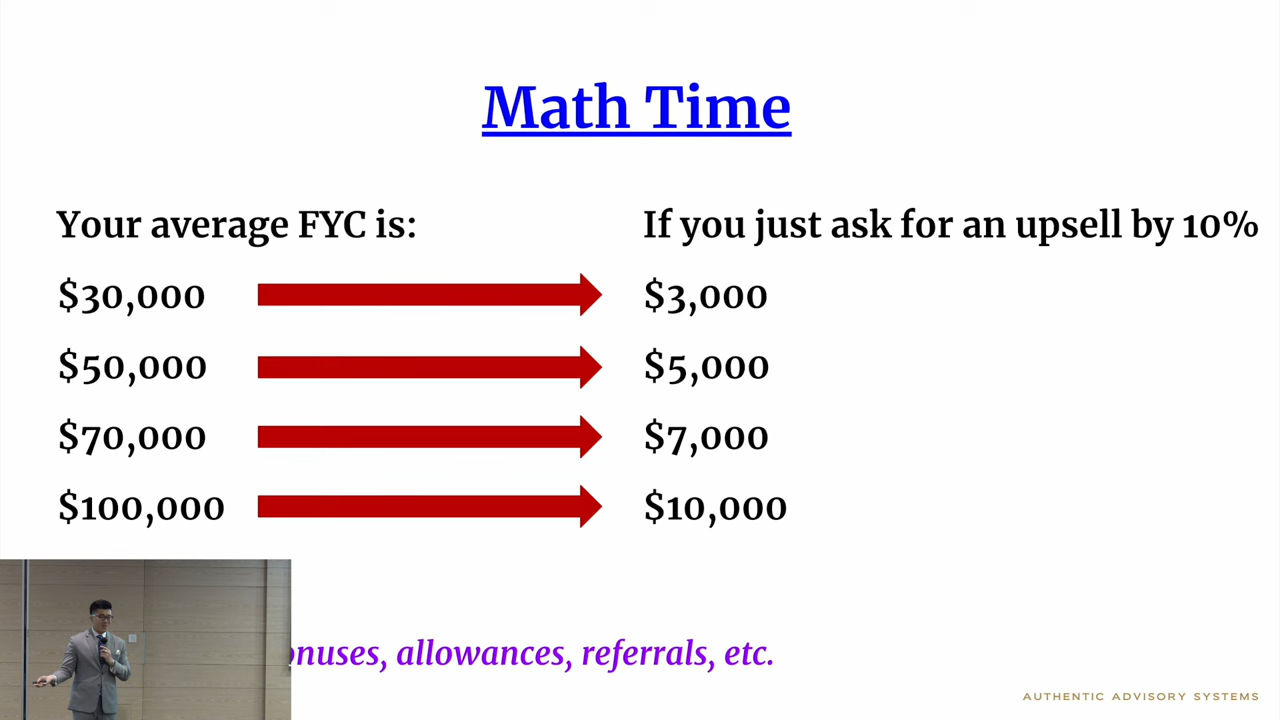 Math Time
Your average FYC is:
If you just ask for an upsell by 10%
$30,000
$3,000
$50,000
$5,000
$70,000
$7,000
$100,000
$10,000
allowances, referrals, etc.
AUTHENTIC ADVISORY SYSTEMS